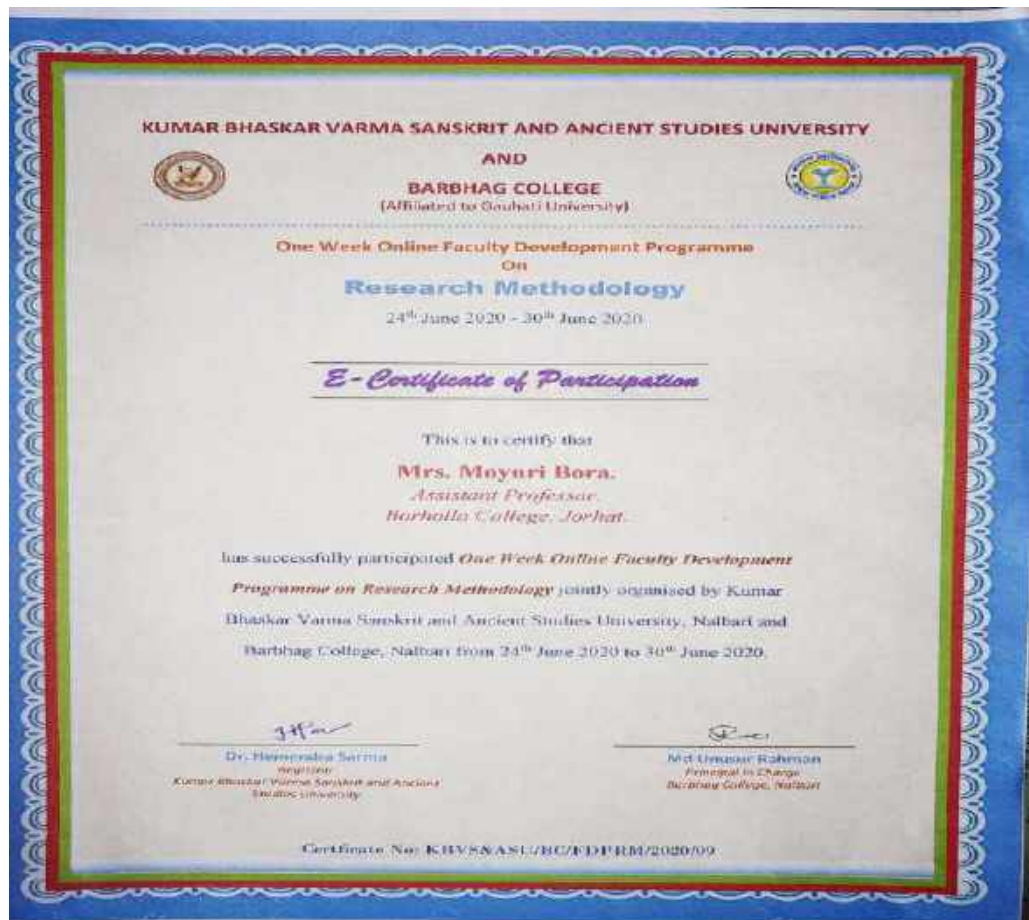 KUMAR BHASKAR VARMA SANSKRIT AND ANCIENT STUDIES UNIVERSITY
AND
BARBHAG COLLEGE
(Affiliated to Gauhati University)
One Week Online Faculty Development Programme
On
Research Methodology
24th June 2020 - 30th June 2020
E-Certificate of Participation
This is to certify that
Mrs. Moyuri Bora.
Assistant Professor.
Borholla College, Jorhat.
has successfully participated One Week Online Faculty Development
Programme on Research Methodology jointly organised by Kumar
Bhaskar Varma Sanskrit and Ancient Studies University, Nalbari and
Barbhag College, Nalbari from 24th June 2020 to 30th June 2020.
Dr. Hemendra Sarma
Registrar
Kumar Bhaskar Varma Sanskrit and Ancient
Studies University
Md Unusur Rahman
Principal in Charge
Barbhag College, Nalbari
Certficate No: KBVS&ASU/BC/FDPRM/2020/09